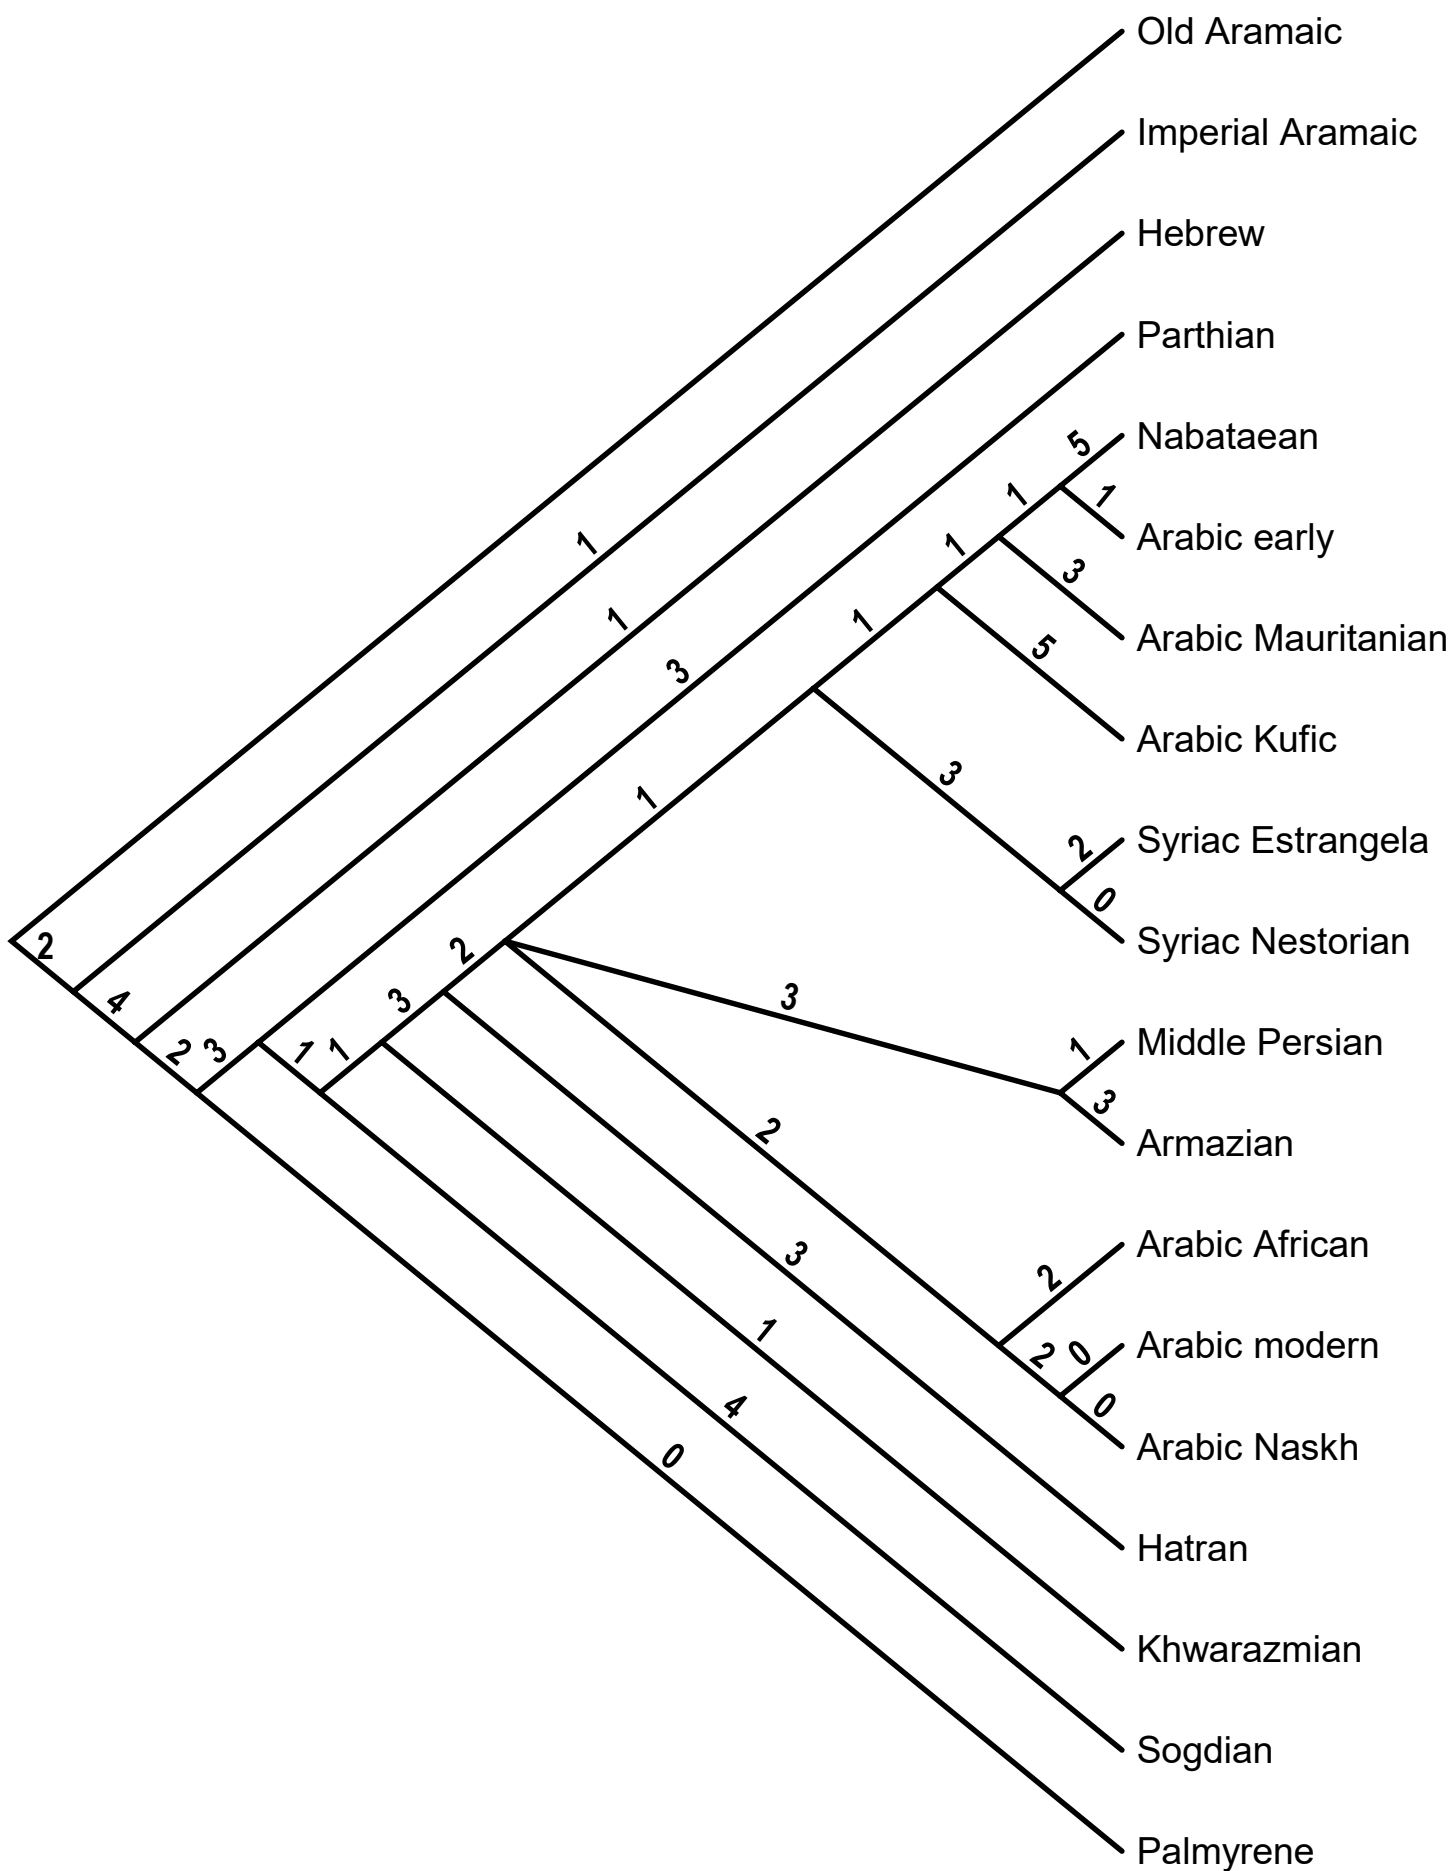 Old Aramaic
Imperial Aramaic
Hebrew
Parthian
5 Nabataean
1 1
Arabic early
1
3
1 1 Arabic Mauritanian
5
3
Arabic Kufic
3
1
2 Syriac Estrangela
0
2 2 Syriac Nestorian
4 3 3
2 3 1 1 1 Middle Persian
3
2 Armazian
3 2 Arabic African
1 2 0 Arabic modern
4 0
0 Arabic Naskh
Hatran
Khwarazmian
Sogdian
Palmyrene